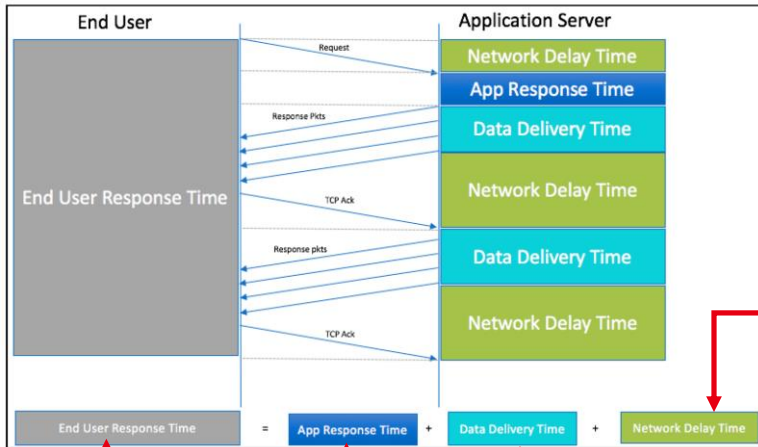 End User
Application Server
Request
Network Delay Time
App Response Time
Response Pkts
Data Delivery Time
End User Response Time
Network Delay Time
TCP Ack
Response pkts
Data Delivery Time
Network Delay Time
TCP Ack
End User Response Time = App Response Time + Data Delivery Time + Network Delay Time